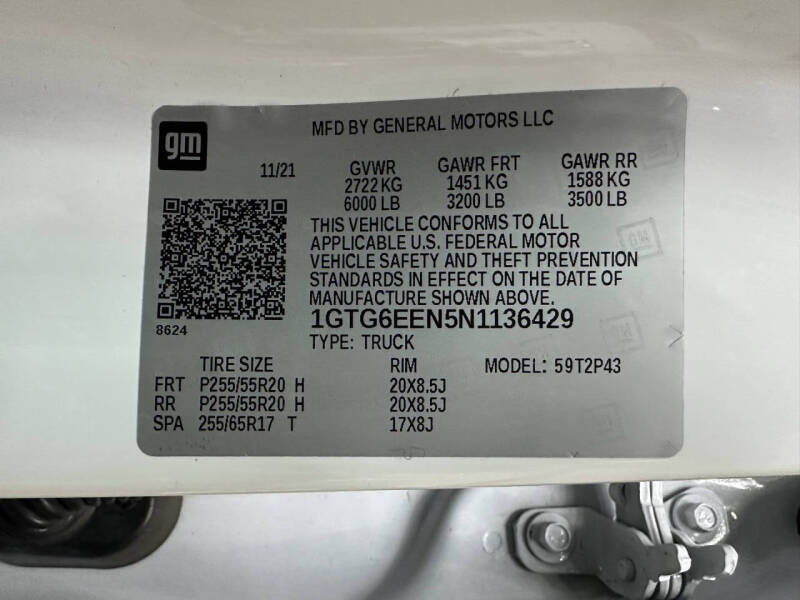 gm
MFD BY GENERAL MOTORS LLC
11/21 GVWR GAWR FRT GAWR RR
2722 KG 1451 KG 1588 KG
6000 LB 3200 LB 3500 LB
THIS VEHICLE CONFORMS TO ALL
APPLICABLE U.S. FEDERAL MOTOR
VEHICLE SAFETY AND THEFT PREVENTION
STANDARDS IN EFFECT ON THE DATE OF
MANUFACTURE SHOWN ABOVE.
8624
1GTG6EEN5N1136429
TYPE: TRUCK
TIRE SIZE RIM MODEL: 59T2P43
FRT P255/55R20 H 20X8.5J
RR P255/55R20 H 20X8.5J
SPA 255/65R17 T 17X8J